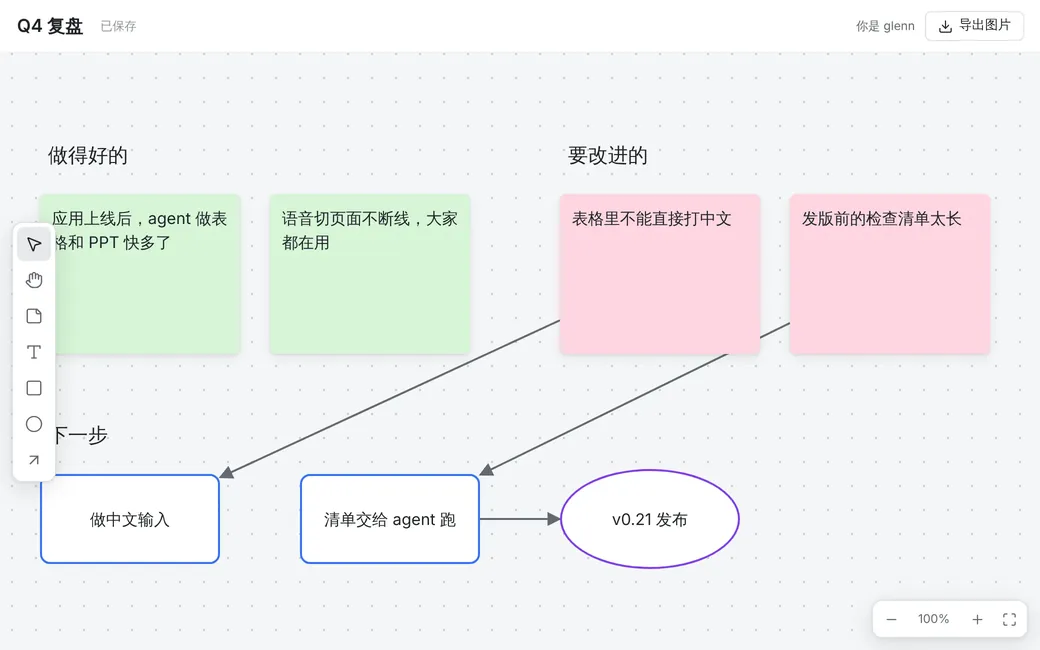 Q4 复盘
已保存
你是 glenn
导出图片
做得好的
要改进的
应用上线后，agent 做表
格和 PPT 快多了
语音切页面不断线，大家
都在用
表格里不能直接打中文
发版前的检查清单太长
下一步
做中文输入
清单交给 agent 跑
v0.21 发布
100%